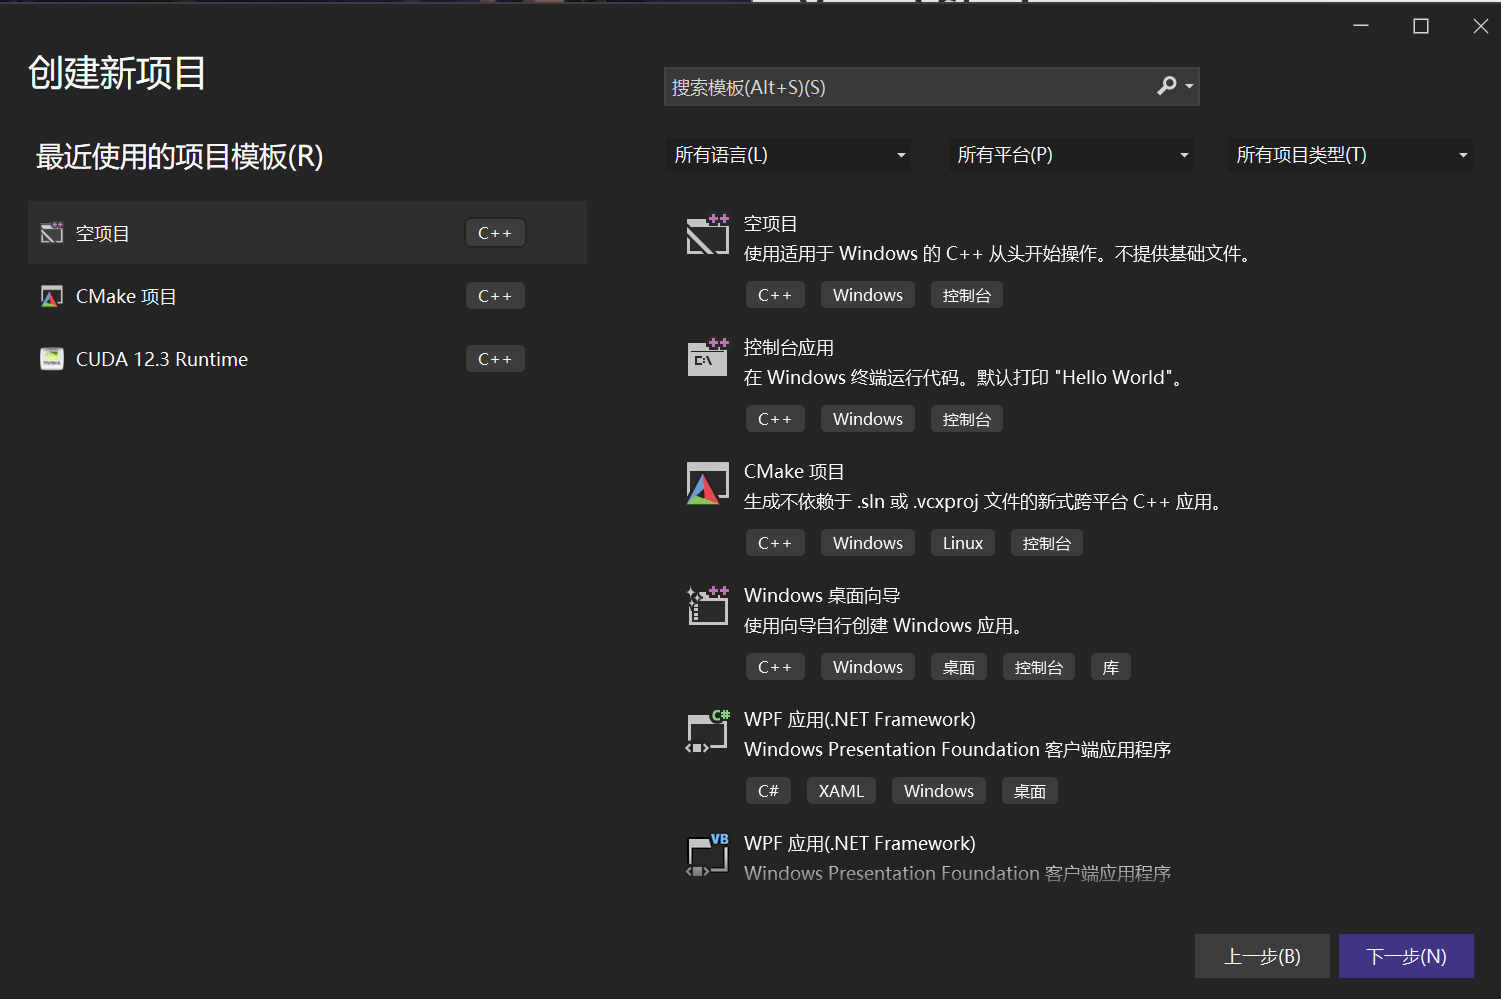 创建新项目
搜索模板(Alt+S)(S)
最近使用的项目模板(R)
所有语言(L)
所有平台(P)
所有项目类型(T)
空项目
C++
CMake 项目
C++
CUDA 12.3 Runtime
C++
空项目
使用适用于 Windows 的 C++ 从头开始操作。不提供基础文件。
C++ Windows 控制台
C:\
控制台应用
在 Windows 终端运行代码。默认打印 "Hello World"。
C++ Windows 控制台
CMake 项目
生成不依赖于 .sln 或 .vcxproj 文件的新式跨平台 C++ 应用。
C++ Windows Linux 控制台
Windows 桌面向导
使用向导自行创建 Windows 应用。
C++ Windows 桌面 控制台 库
C#
WPF 应用(.NET Framework)
Windows Presentation Foundation 客户端应用程序
C# XAML Windows 桌面
VB
WPF 应用(.NET Framework)
Windows Presentation Foundation 客户端应用程序
上一步(B)
下一步(N)